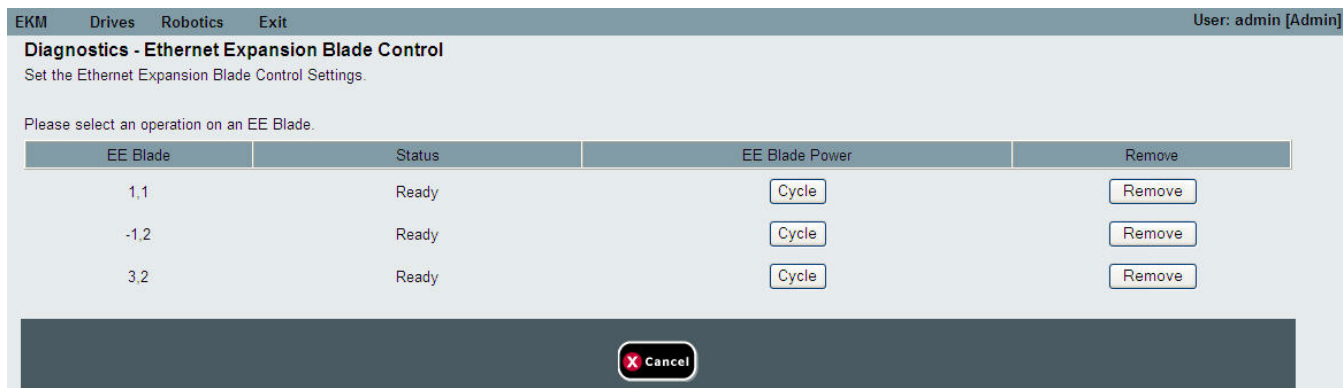 EKM Drives Robotics Exit User: admin [Admin]
Diagnostics - Ethernet Expansion Blade Control
Set the Ethernet Expansion Blade Control Settings.
Please select an operation on an EE Blade.
EE Blade Status EE Blade Power Remove
1,1 Ready Cycle Remove
-1,2 Ready Cycle Remove
3,2 Ready Cycle Remove
X Cancel